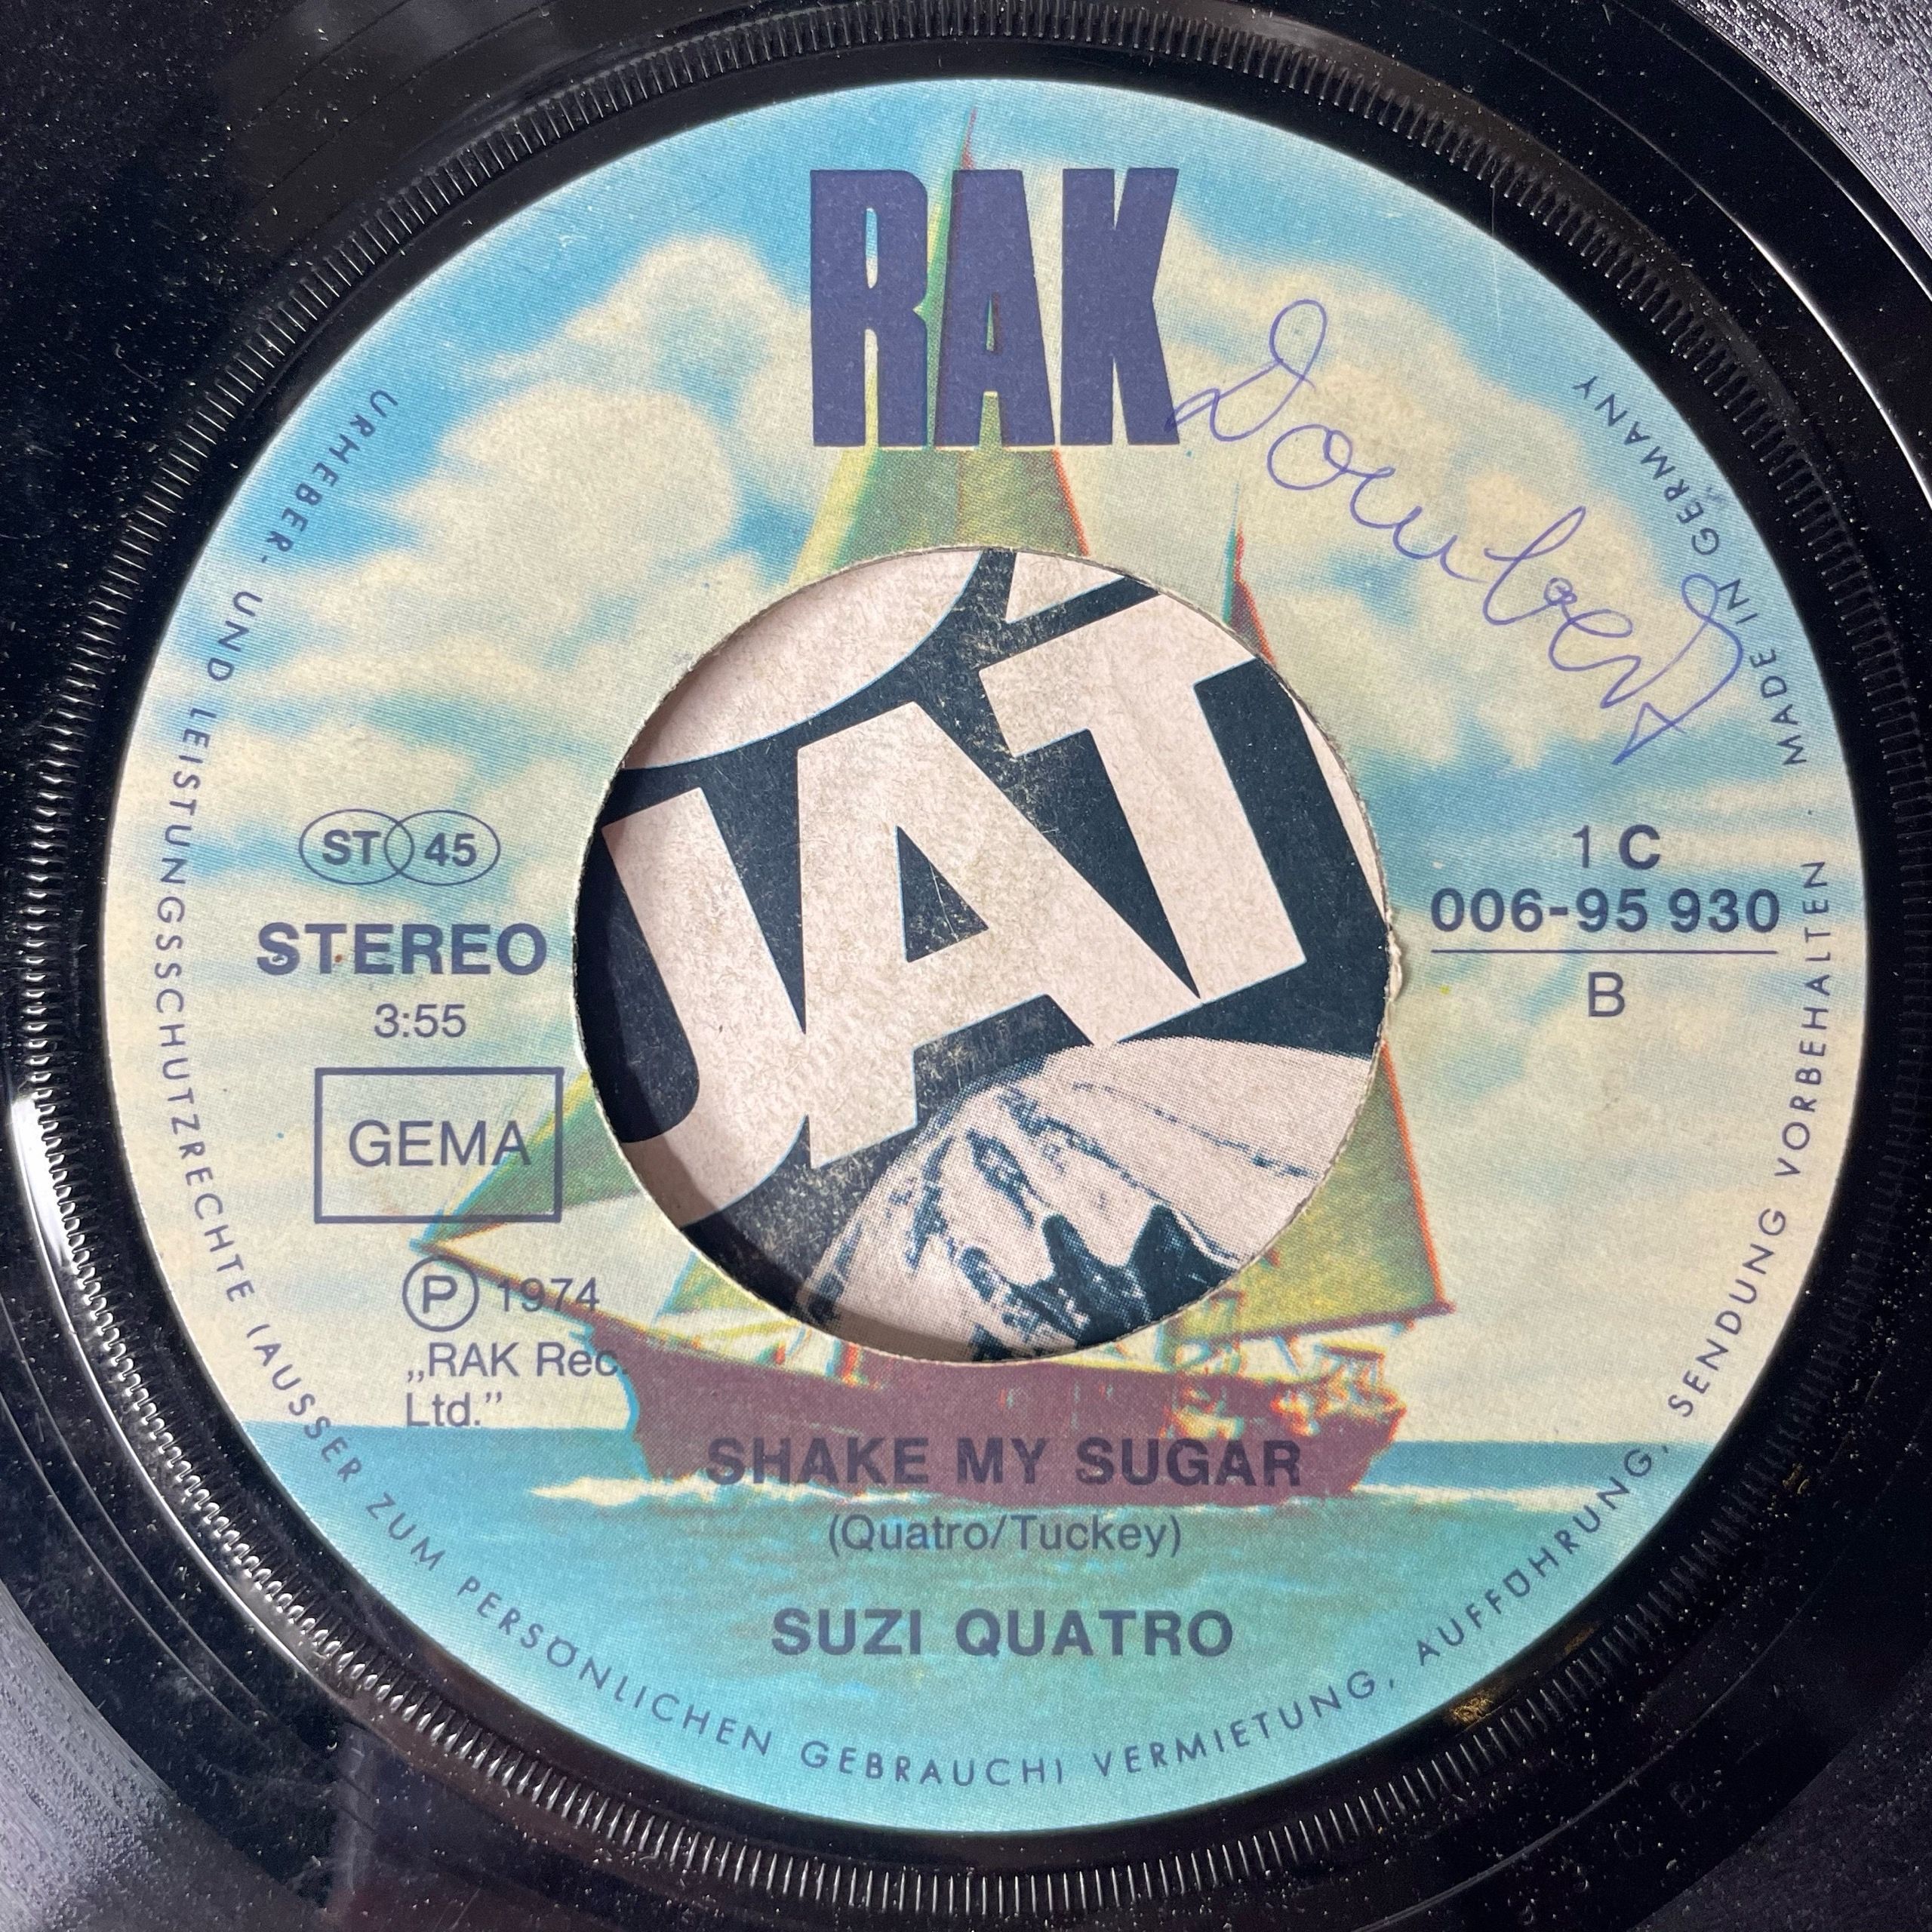 RAK
ST 45
STEREO
3:55
GEMA
Ⓟ 1974
„RAK Rec.
Ltd.”
1 C
006-95 930
B
UAT
SHAKE MY SUGAR
(Quatro/Tuckey)
SUZI QUATRO
URHEBER- UND LEISTUNGSSCHUTZRECHTE (AUSSER ZUM PERSÖNLICHEN GEBRAUCH) VERMIETUNG, AUFFÜHRUNG, SENDUNG VORBEHALTEN · MADE IN GERMANY